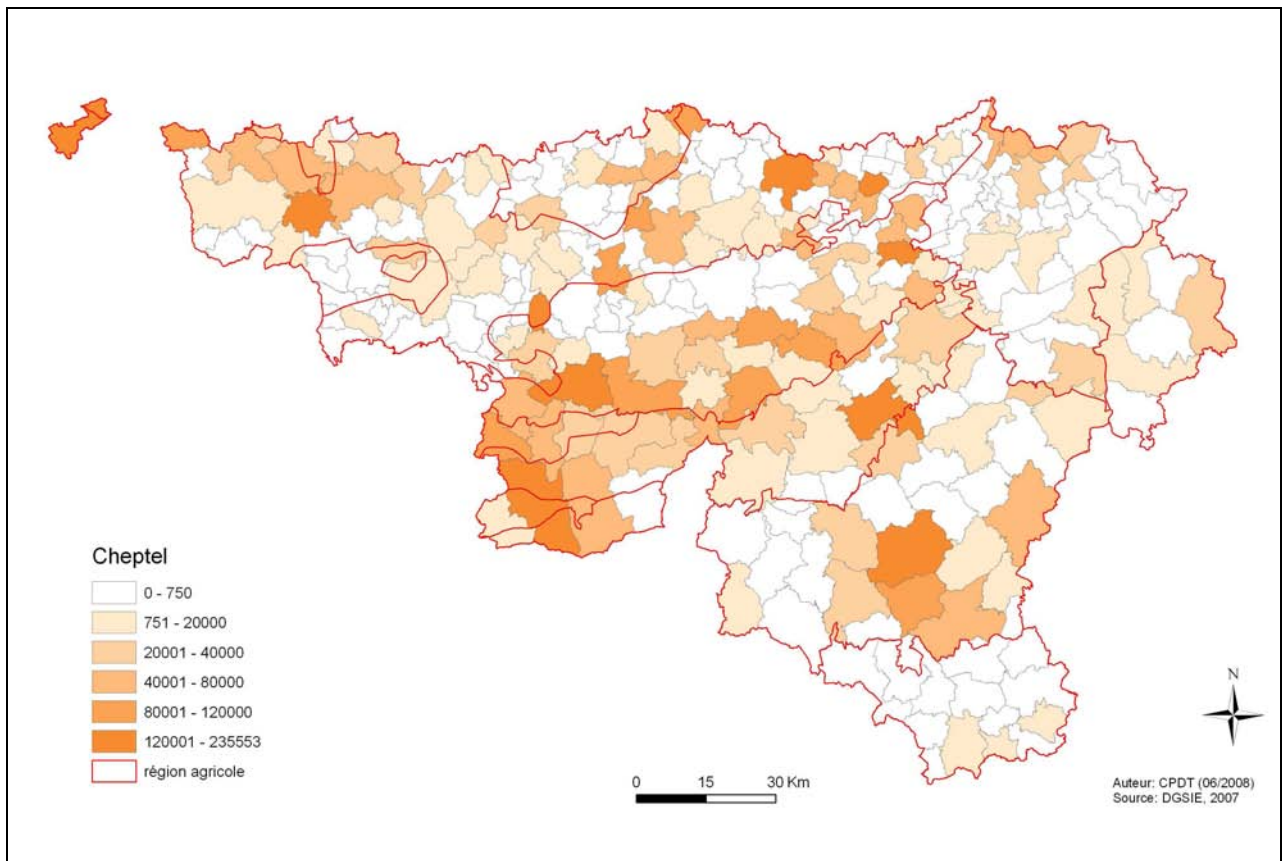 Cheptel
0 - 750
751 - 20000
20001 - 40000
40001 - 80000
80001 - 120000
120001 - 235553
région agricole
0 15 30 Km
N
Auteur: CPDT (06/2008)
Source: DGSIE, 2007